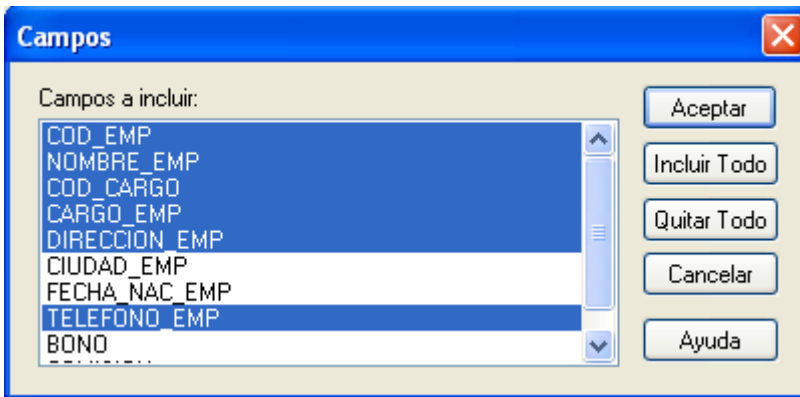 Campos
Campos a incluir:
COD_EMP
NOMBRE_EMP
COD_CARGO
CARGO_EMP
DIRECCION_EMP
CIUDAD_EMP
FECHA_NAC_EMP
TELEFONO_EMP
BONO
Aceptar
Incluir Todo
Quitar Todo
Cancelar
Ayuda